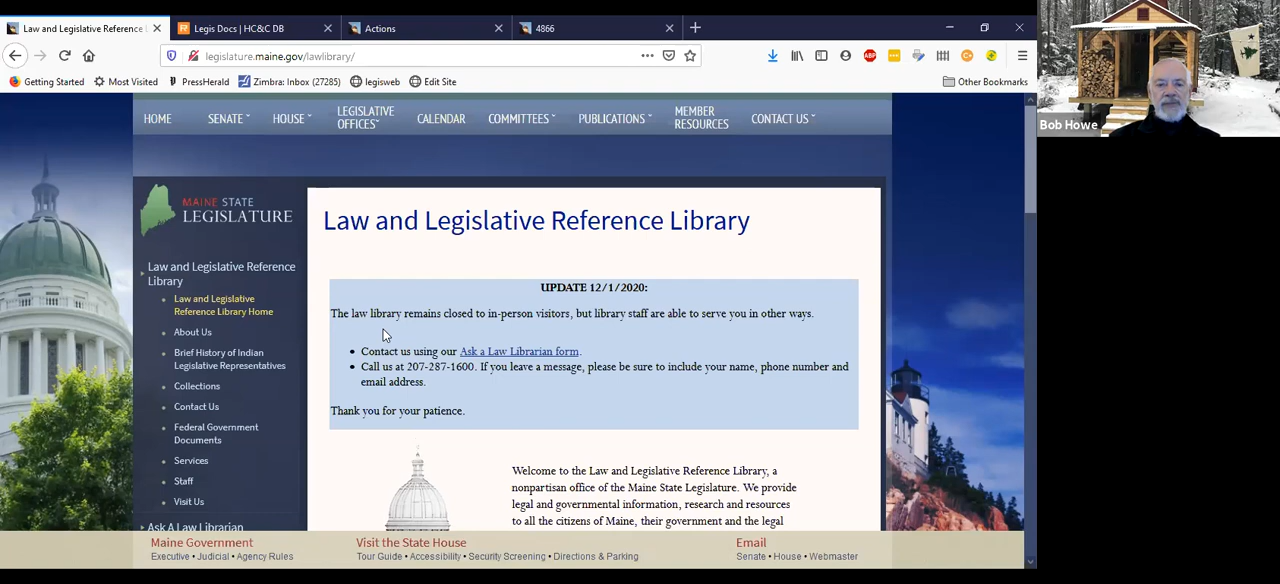 Law and Legislative Reference
Legis Docs | HC&C DB
Actions
4866
legislature.maine.gov/lawlibrary/
Getting Started
Most Visited
PressHerald
Zimbra: Inbox (27285)
legisweb
Edit Site
Other Bookmarks
Bob Howe
HOME
SENATE
HOUSE
LEGISLATIVE
OFFICES
CALENDAR
COMMITTEES
PUBLICATIONS
MEMBER
RESOURCES
CONTACT US
MAINE STATE
LEGISLATURE
Law and Legislative Reference
Library
Law and Legislative
Reference Library Home
About Us
Brief History of Indian
Legislative Representatives
Collections
Contact Us
Federal Government
Documents
Services
Staff
Visit Us
Ask A Law Librarian
Law and Legislative Reference Library
UPDATE 12/1/2020:
The law library remains closed to in-person visitors, but library staff are able to serve you in other ways.
• Contact us using our Ask a Law Librarian form.
• Call us at 207-287-1600. If you leave a message, please be sure to include your name, phone number and
email address.
Thank you for your patience.
Welcome to the Law and Legislative Reference Library, a
nonpartisan office of the Maine State Legislature. We provide
legal and governmental information, research and resources
to all the citizens of Maine, their government and the legal
Maine Government
Executive • Judicial • Agency Rules
Visit the State House
Tour Guide • Accessibility • Security Screening • Directions & Parking
Email
Senate • House • Webmaster